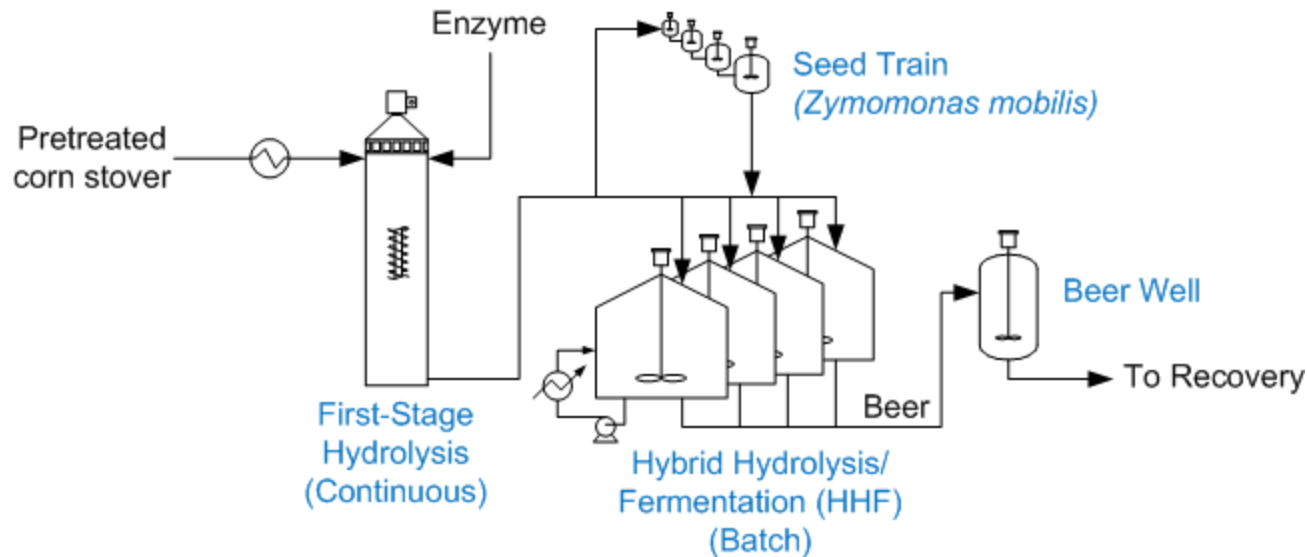 Enzyme
Seed Train
(Zymomonas mobilis)
Pretreated
corn stover
Beer Well
To Recovery
Beer
First-Stage
Hydrolysis
(Continuous)
Hybrid Hydrolysis/
Fermentation (HHF)
(Batch)